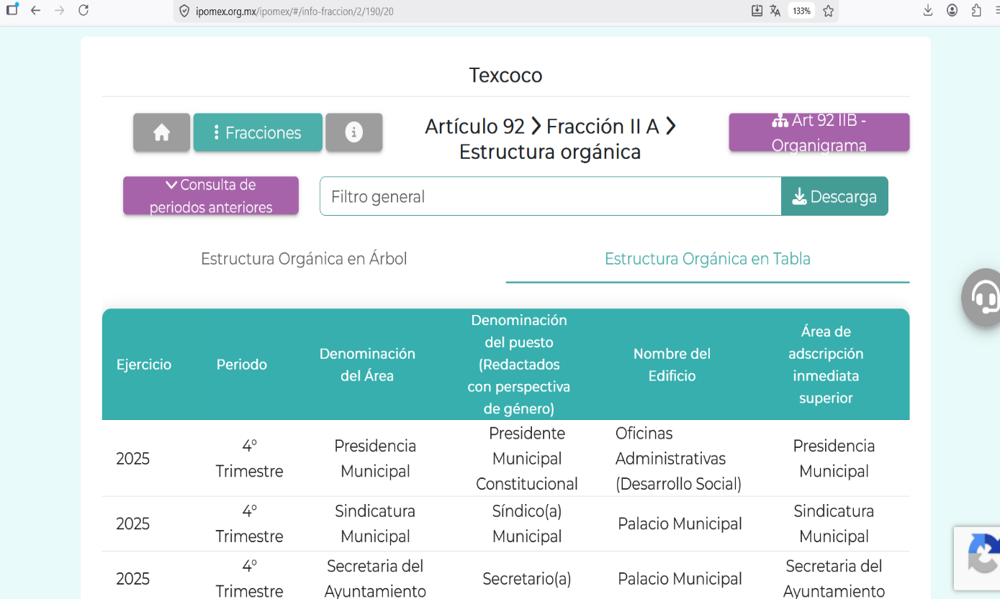 ipomex.org.mx/ipomex/#/info-fraccion/2/190/20
133%
Texcoco
Fracciones
Artículo 92 > Fracción II A >
Estructura orgánica
Art 92 IIB -
Organigrama
Consulta de
periodos anteriores
Filtro general
Descarga
Estructura Orgánica en Árbol
Estructura Orgánica en Tabla
Ejercicio
Periodo
Denominación
del Área
Denominación
del puesto
(Redactados
con perspectiva
de género)
Nombre del
Edificio
Área de
adscripción
inmediata
superior
2025
4º
Trimestre
Presidencia
Municipal
Presidente
Municipal
Constitucional
Oficinas
Administrativas
(Desarrollo Social)
Presidencia
Municipal
2025
4º
Trimestre
Sindicatura
Municipal
Síndico(a)
Municipal
Palacio Municipal
Sindicatura
Municipal
2025
4º
Trimestre
Secretaria del
Ayuntamiento
Secretario(a)
Palacio Municipal
Secretaria del
Ayuntamiento